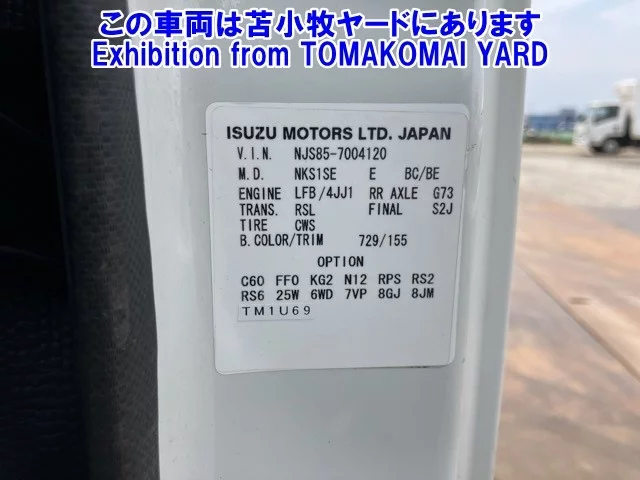 この車両は苫小牧ヤードにあります
Exhibition from TOMAKOMAI YARD
ISUZU MOTORS LTD. JAPAN
V.I.N. NJS85-7004120
M.D. NKS1SE E BC/BE
ENGINE LFB/4JJ1 RR AXLE G73
TRANS. RSL FINAL S2J
TIRE CWS
B.COLOR/TRIM 729/155
OPTION
C60 FF0 KG2 N12 RPS RS2
RS6 25W 6WD 7VP 8GJ 8JM
TM1U69